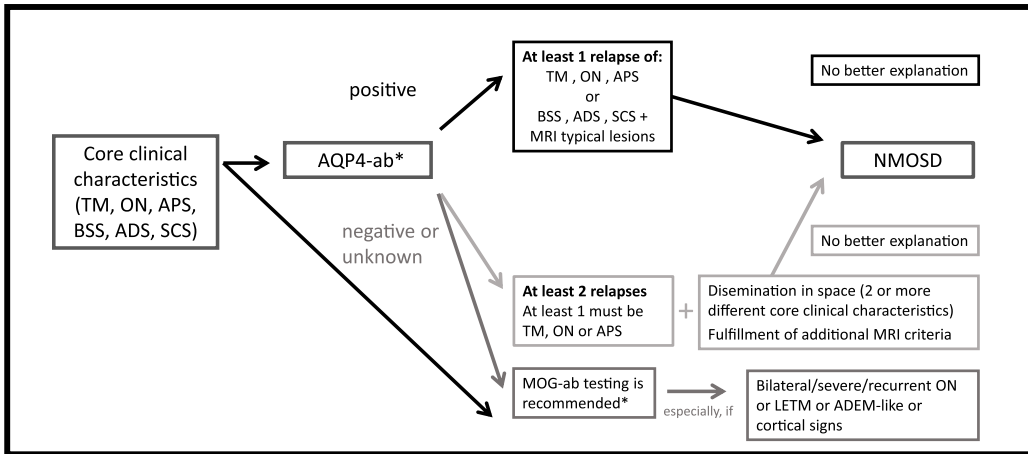 Core clinical
characteristics
(TM, ON, APS,
BSS, ADS, SCS)
AQP4-ab*
positive
At least 1 relapse of:
TM , ON , APS
or
BSS , ADS , SCS +
MRI typical lesions
No better explanation
NMOSD
negative or
unknown
No better explanation
At least 2 relapses
At least 1 must be
TM, ON or APS
+
Disemination in space (2 or more
different core clinical characteristics)
Fulfillment of additional MRI criteria
MOG-ab testing is
recommended*
especially, if
Bilateral/severe/recurrent ON
or LETM or ADEM-like or
cortical signs